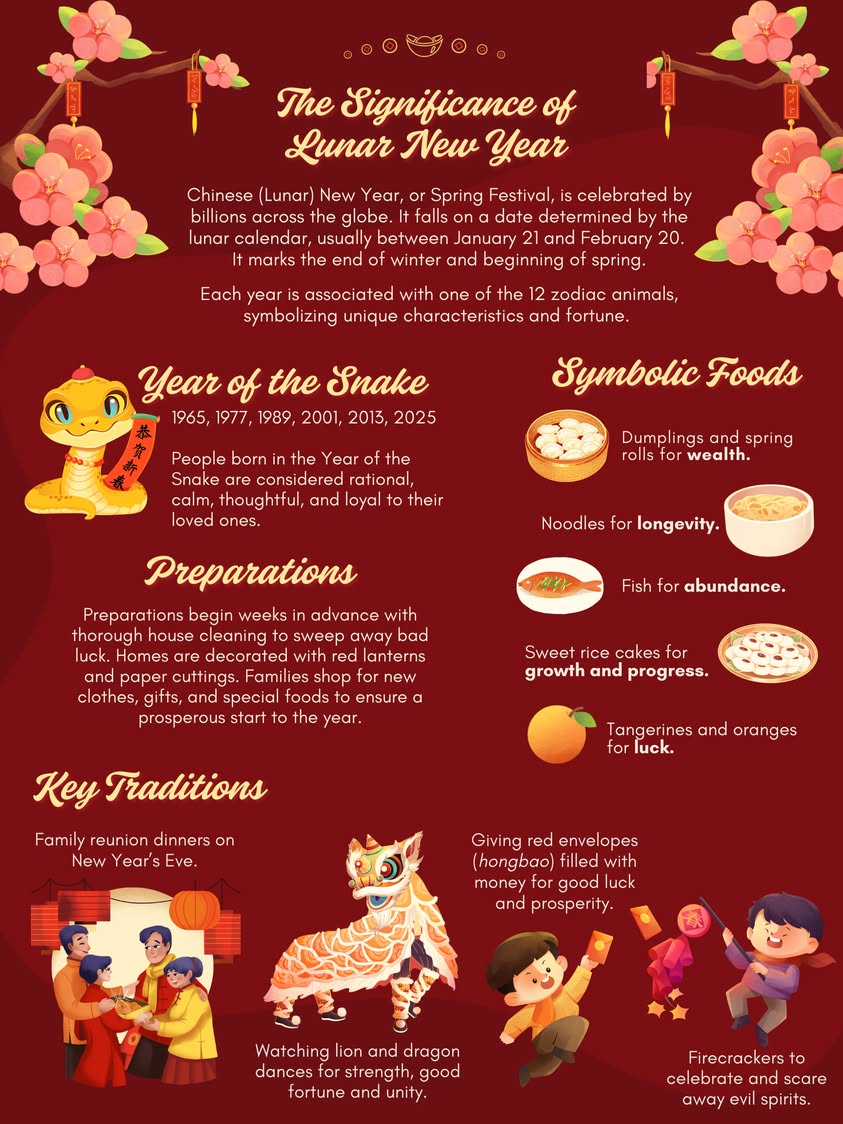 The Significance of
Lunar New Year
Chinese (Lunar) New Year, or Spring Festival, is celebrated by
billions across the globe. It falls on a date determined by the
lunar calendar, usually between January 21 and February 20.
It marks the end of winter and beginning of spring.
Each year is associated with one of the 12 zodiac animals,
symbolizing unique characteristics and fortune.
Year of the Snake
1965, 1977, 1989, 2001, 2013, 2025
恭贺新春
People born in the Year of the
Snake are considered rational,
calm, thoughtful, and loyal to their
loved ones.
Preparations
Preparations begin weeks in advance with
thorough house cleaning to sweep away bad
luck. Homes are decorated with red lanterns
and paper cuttings. Families shop for new
clothes, gifts, and special foods to ensure a
prosperous start to the year.
Symbolic Foods
Dumplings and spring
rolls for wealth.
Noodles for longevity.
Fish for abundance.
Sweet rice cakes for
growth and progress.
Tangerines and oranges
for luck.
Key Traditions
Family reunion dinners on
New Year's Eve.
Watching lion and dragon
dances for strength, good
fortune and unity.
Giving red envelopes
(hongbao) filled with
money for good luck
and prosperity.
春
Firecrackers to
celebrate and scare
away evil spirits.